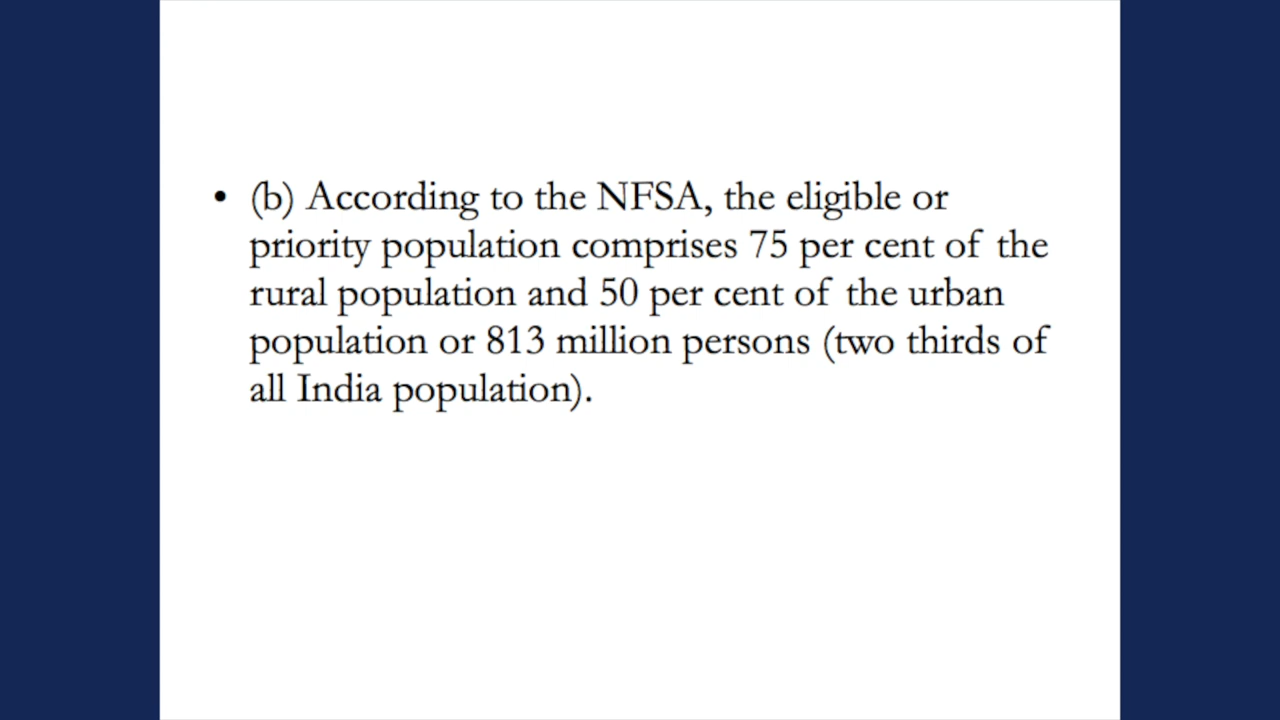 • (b) According to the NFSA, the eligible or
priority population comprises 75 per cent of the
rural population and 50 per cent of the urban
population or 813 million persons (two thirds of
all India population).